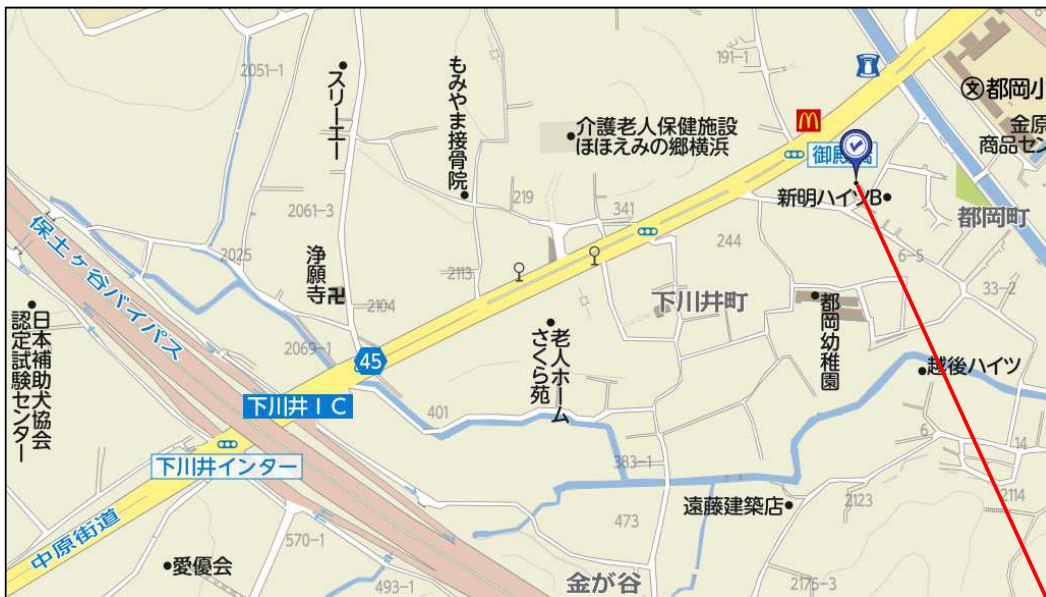 2051-1
スリーエー
もみやま接骨院
191-1
都岡小
金原
商品セン
介護老人保健施設
ほほえみの郷横浜
新明ハイツB
都岡町
2061-3
219
341
244
6-5
33-2
保土ヶ谷バイパス
2025
浄願寺
2113
2104
下川井町
都岡幼稚園
日本補助犬協会
認定試験センター
2069-1
45
老人ホーム
さくら苑
越後ハイツ
下川井IC
401
6
14
下川井インター
383-1
2123
2114
中原街道
570-1
473
遠藤建築店
愛優会
493-1
金が谷
2175-3